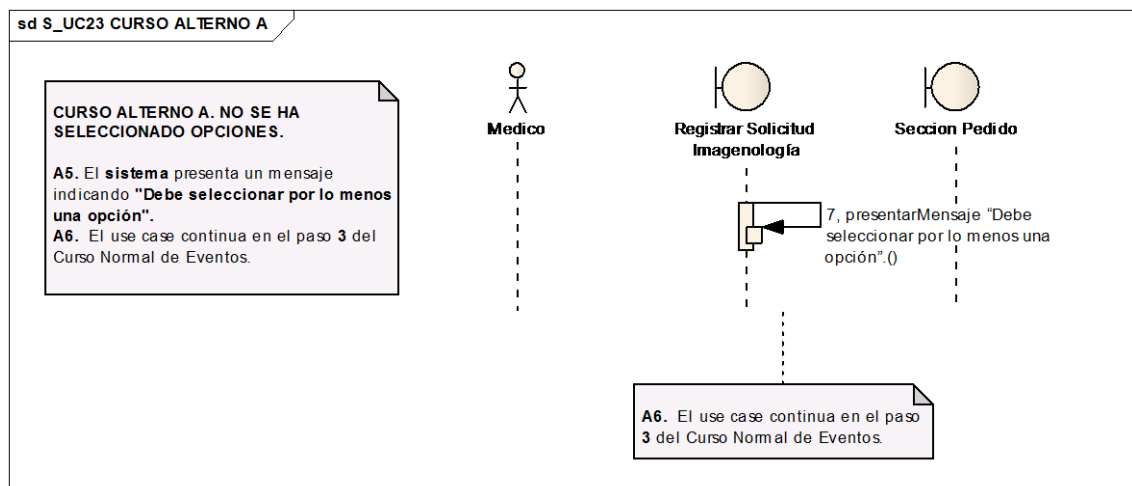 sd S_UC23 CURSO ALTERNO A
CURSO ALTERNO A. NO SE HA
SELECCIONADO OPCIONES.
A5. El sistema presenta un mensaje
indicando "Debe seleccionar por lo menos
una opción".
A6. El use case continua en el paso 3 del
Curso Normal de Eventos.
Medico
Registrar Solicitud
Imagenología
Seccion Pedido
7, presentarMensaje “Debe
seleccionar por lo menos una
opción”.()
A6. El use case continua en el paso
3 del Curso Normal de Eventos.